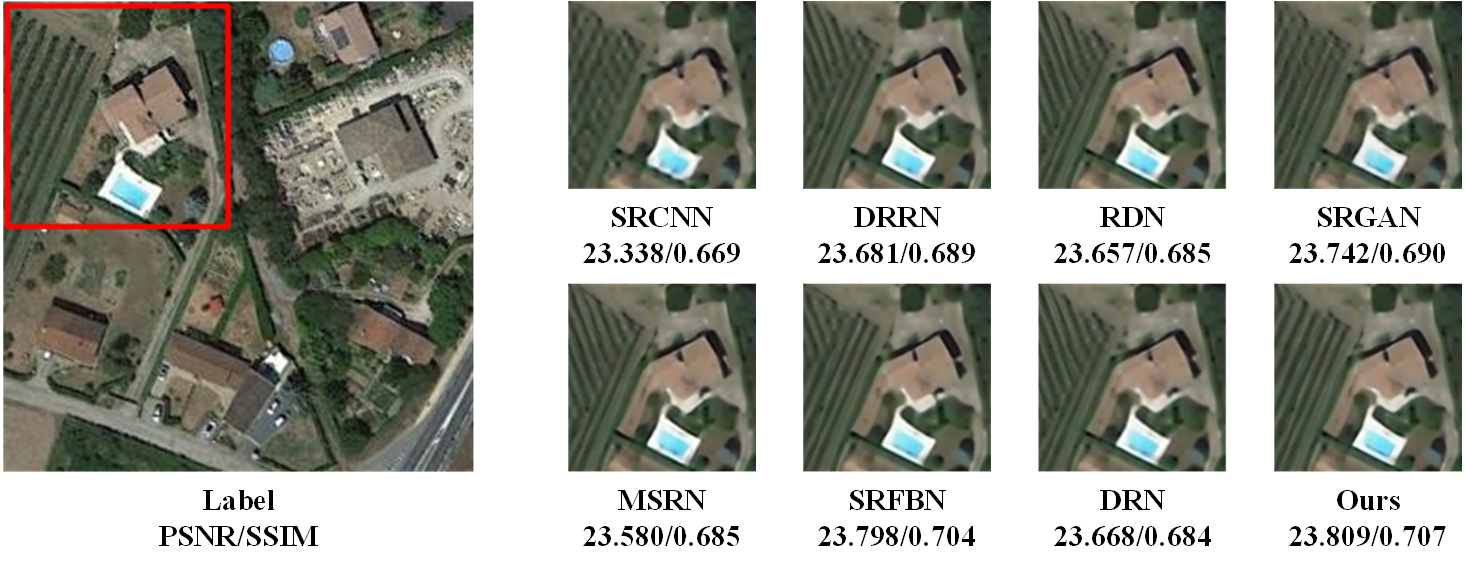 SRCNN
23.338/0.669
DRRN
23.681/0.689
RDN
23.657/0.685
SRGAN
23.742/0.690
Label
PSNR/SSIM
MSRN
23.580/0.685
SRFBN
23.798/0.704
DRN
23.668/0.684
Ours
23.809/0.707